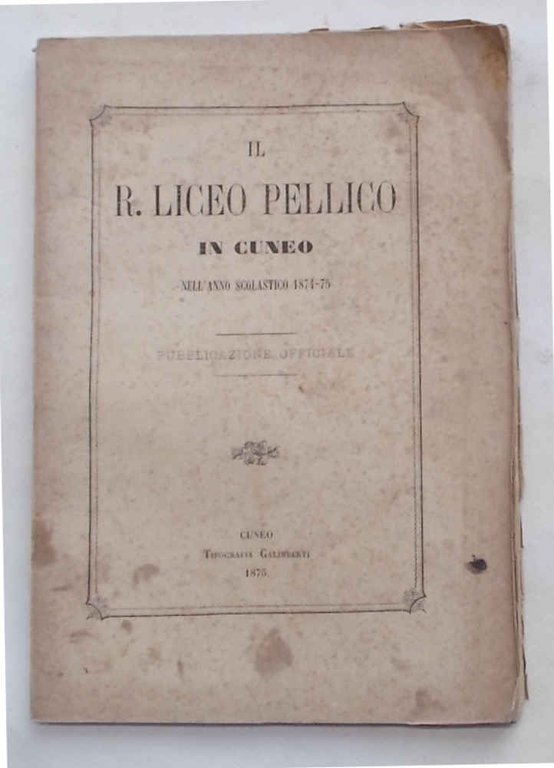 IL
R. LICEO PELLICO
IN CUNEO
NELL'ANNO SCOLASTICO 1874-75
PUBBLICAZIONE OFFICIALE
CUNEO
TIPOGRAFIA GALIMBERTI
1875.